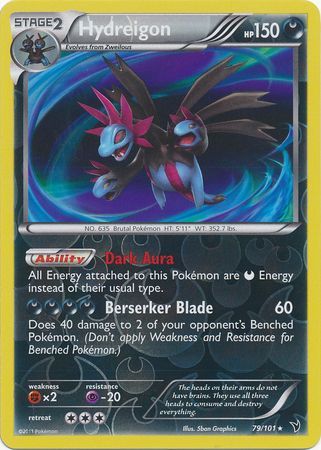 STAGE2 Hydreigon HP150
Evolves from Zweilous
NO. 635 Brutal Pokémon HT: 5'11" WT: 352.7 lbs.
Ability Dark Aura
All Energy attached to this Pokémon are Energy
instead of their usual type.
Berserker Blade 60
Does 40 damage to 2 of your opponent's Benched
Pokémon. (Don't apply Weakness and Resistance for
Benched Pokémon.)
weakness resistance
×2 -20
retreat
The heads on their arms do not
have brains. They use all three
heads to consume and destroy
everything.
Illus. 5ban Graphics 79/101 ★
©2011 Pokémon